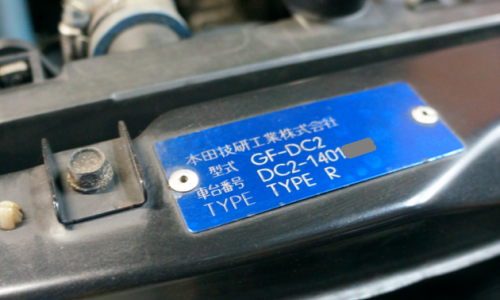 本田技研工業株式会社
型式 GF-DC2
車台番号 DC2-1401
TYPE TYPE R